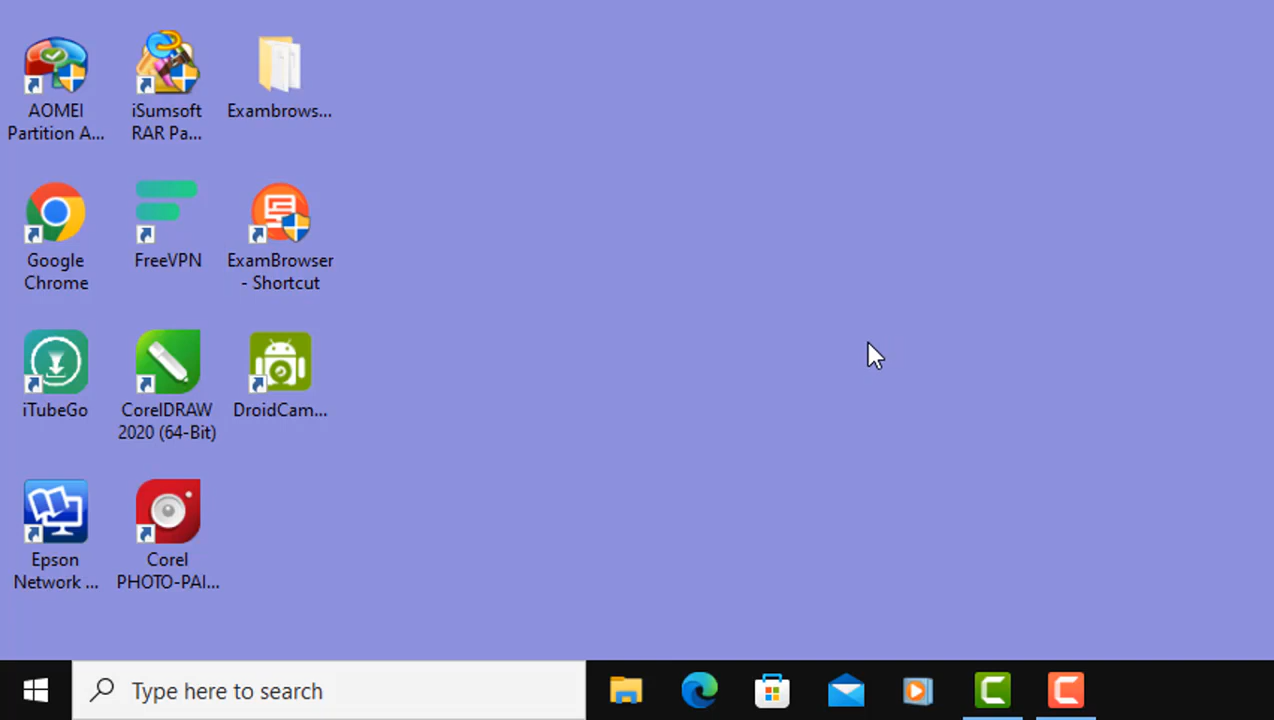 AOMEI
Partition A...
iSumsoft
RAR Pa...
Exambrows...
Google
Chrome
FreeVPN
ExamBrowser
- Shortcut
iTubeGo
CorelDRAW
2020 (64-Bit)
DroidCam...
Epson
Network ...
Corel
PHOTO-PAI...
Type here to search